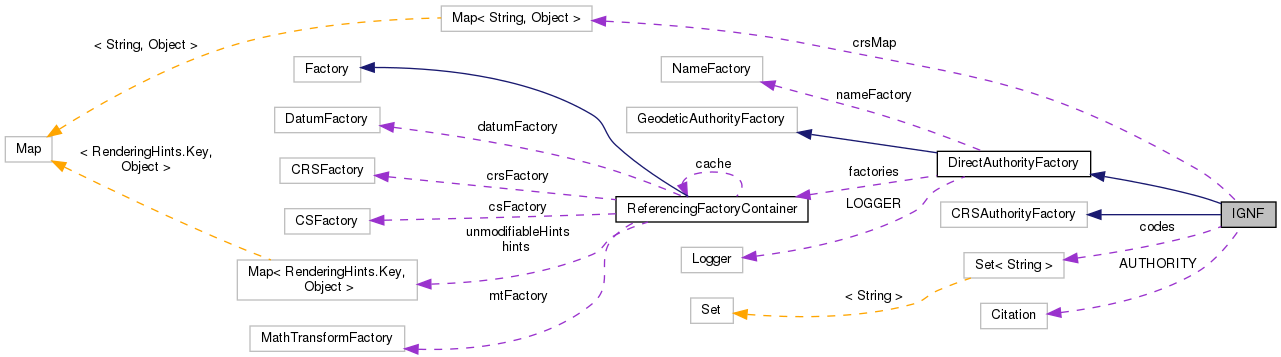 Map< String, Object >
< String, Object >
crsMap
Factory
NameFactory
nameFactory
DatumFactory
GeodeticAuthorityFactory
datumFactory
Map
< RenderingHints.Key,
Object >
CRSFactory
crsFactory
cache
factories
DirectAuthorityFactory
CSFactory
csFactory
ReferencingFactoryContainer
LOGGER
CRSAuthorityFactory
IGNF
unmodifiableHints
hints
codes
Map< RenderingHints.Key,
Object >
Logger
Set< String >
AUTHORITY
mtFactory
Set
< String >
Citation
MathTransformFactory